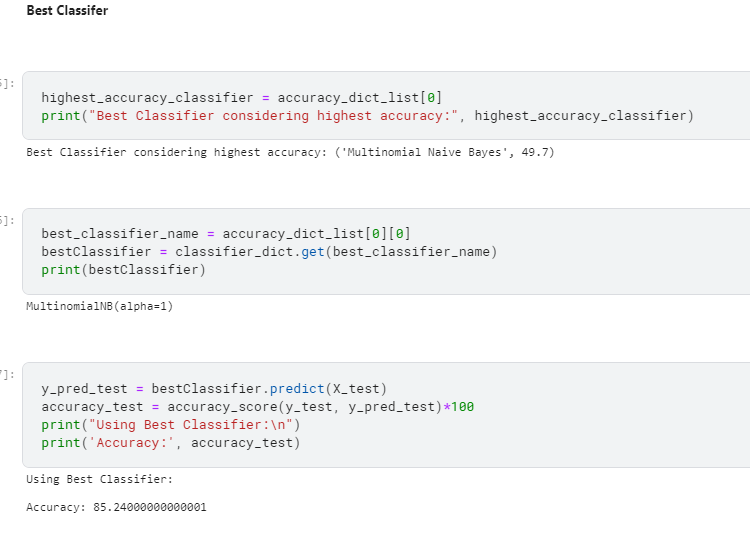 Best Classifer
5]:
highest_accuracy_classifier = accuracy_dict_list[0]
print("Best Classifier considering highest accuracy:", highest_accuracy_classifier)
Best Classifier considering highest accuracy: ('Multinomial Naive Bayes', 49.7)
6]:
best_classifier_name = accuracy_dict_list[0][0]
bestClassifier = classifier_dict.get(best_classifier_name)
print(bestClassifier)
MultinomialNB(alpha=1)
7]:
y_pred_test = bestClassifier.predict(X_test)
accuracy_test = accuracy_score(y_test, y_pred_test)*100
print("Using Best Classifier:\n")
print('Accuracy:', accuracy_test)
Using Best Classifier:
Accuracy: 85.24000000000001